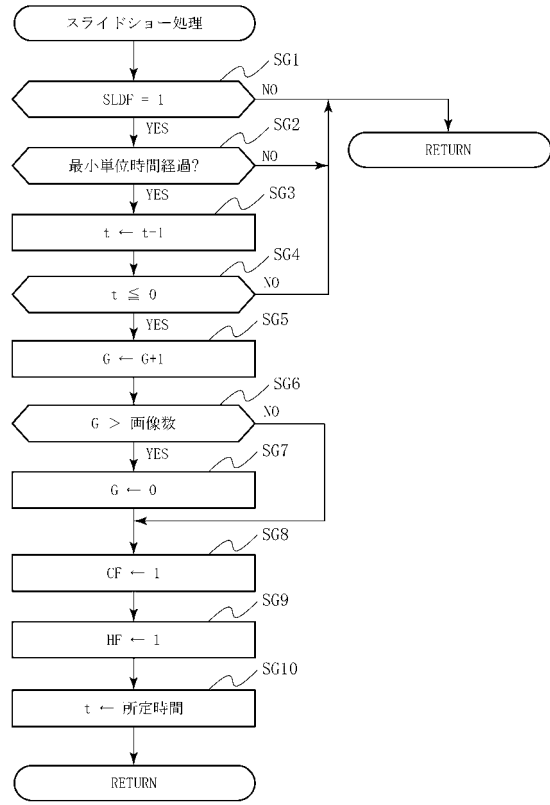 スライドショー処理
SG1
SLDF = 1
NO
YES
SG2
最小単位時間経過?
NO
RETURN
YES
SG3
t ← t-1
SG4
t ≦ 0
NO
YES
SG5
G ← G+1
SG6
G > 画像数
NO
YES
SG7
G ← 0
SG8
CF ← 1
SG9
HF ← 1
SG10
t ← 所定時間
RETURN